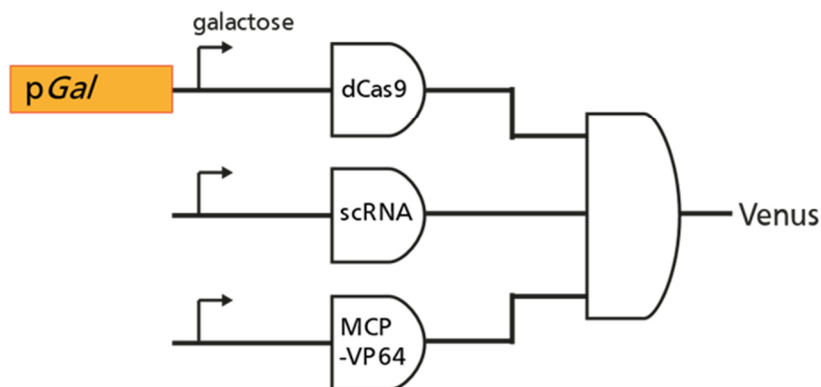 galactose
pGal
dCas9
scRNA
Venus
MCP
-VP64